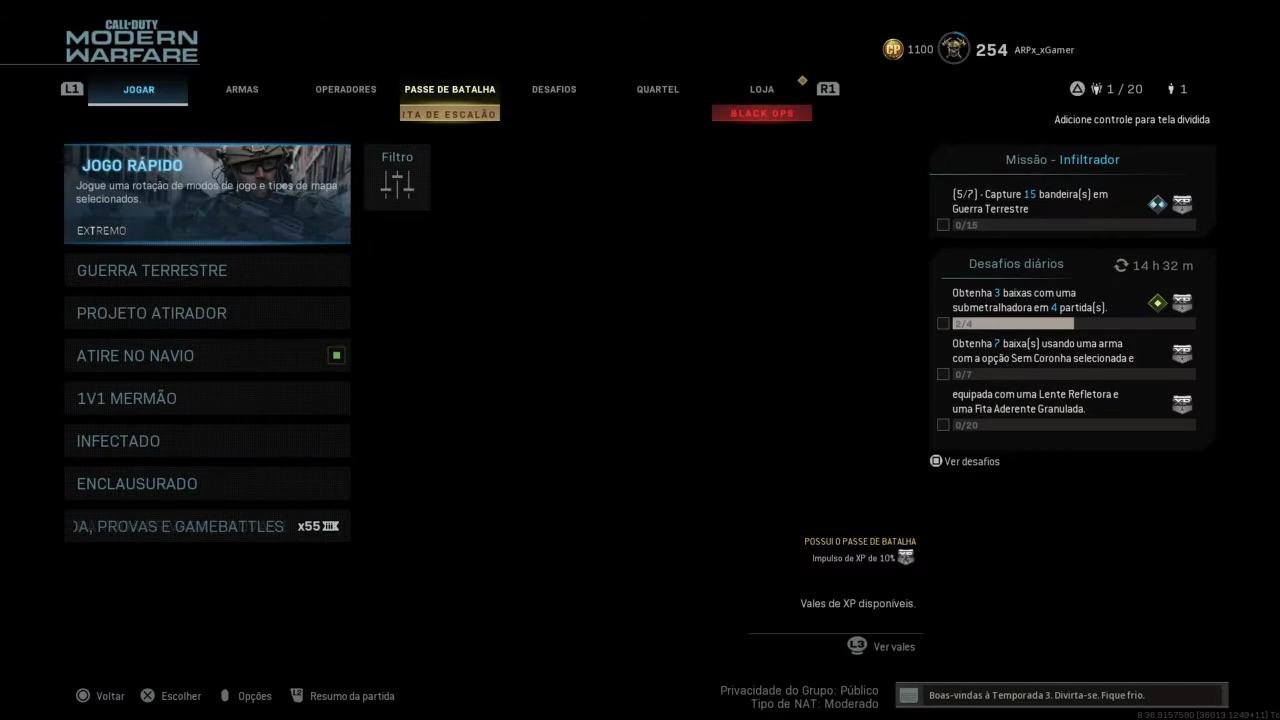 CALL OF DUTY
MODERN
WARFARE
CP 1100 254 ARPx_xGamer
L1 JOGAR ARMAS OPERADORES PASSE DE BATALHA DESAFIOS QUARTEL LOJA R1
TA DE ESCALÃO
BLACK OPS
1 / 20 1
Adicione controle para tela dividida
JOGO RÁPIDO
Jogue uma rotação de modos de jogo e tipos de mapa
selecionados.
EXTREMO
Filtro
GUERRA TERRESTRE
PROJETO ATIRADOR
ATIRE NO NAVIO
1V1 MERMÃO
INFECTADO
ENCLAUSURADO
DA, PROVAS E GAMEBATTLES x55
Missão - Infiltrador
(5/7) - Capture 15 bandeira(s) em
Guerra Terrestre
XP
0/15
Desafios diários 14 h 32 m
Obtenha 3 baixas com uma
submetralhadora em 4 partida(s).
XP
2/4
Obtenha 7 baixa(s) usando uma arma
com a opção Sem Coronha selecionada e
XP
0/7
equipada com uma Lente Refletora e
uma Fita Aderente Granulada.
XP
0/20
Ver desafios
POSSUI O PASSE DE BATALHA
Impulso de XP de 10% XP
Vales de XP disponíveis.
L3 Ver vales
Voltar Escolher Opções L2 Resumo da partida
Privacidade do Grupo: Público
Tipo de NAT: Moderado
Boas-vindas à Temporada 3. Divirta-se. Fique frio.